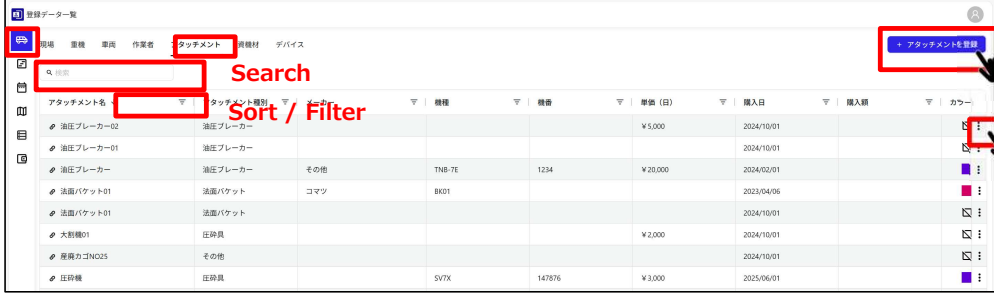 登録データ一覧
現場 重機 車両 作業者 アタッチメント 資機材 デバイス
+ アタッチメントを登録
検索
Search
Sort / Filter
アタッチメント名 アタッチメント種別 メーカー 機種 機番 単価（日） 購入日 購入額 カラー
油圧ブレーカー02 油圧ブレーカー ¥5,000 2024/10/01
油圧ブレーカー01 油圧ブレーカー 2024/10/01
油圧ブレーカー 油圧ブレーカー その他 TNB-7E 1234 ¥20,000 2024/02/01
法面バケット01 法面バケット コマツ BK01 2023/04/06
法面バケット01 法面バケット 2024/10/01
大割機01 圧砕具 ¥2,000 2024/10/01
産廃カゴNO25 その他 2024/10/01
圧砕機 圧砕具 SV7X 147876 ¥3,000 2025/06/01